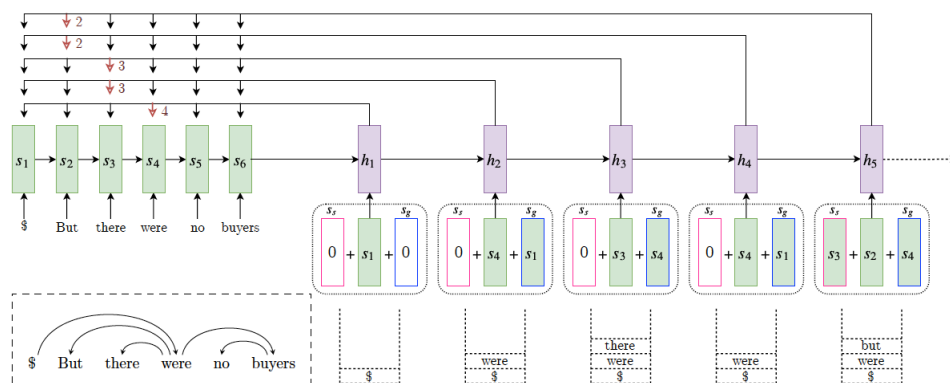 2
2
3
3
4
s1 s2 s3 s4 s5 s6 h1 h2 h3 h4 h5
$ But there were no buyers
ss sg ss sg ss sg ss sg ss sg
0 + s1 + 0 0 + s4 + s1 0 + s3 + s4 0 + s4 + s1 s3 + s2 + s4
$ But there were no buyers
there but
were were were were
$ $ $ $ $